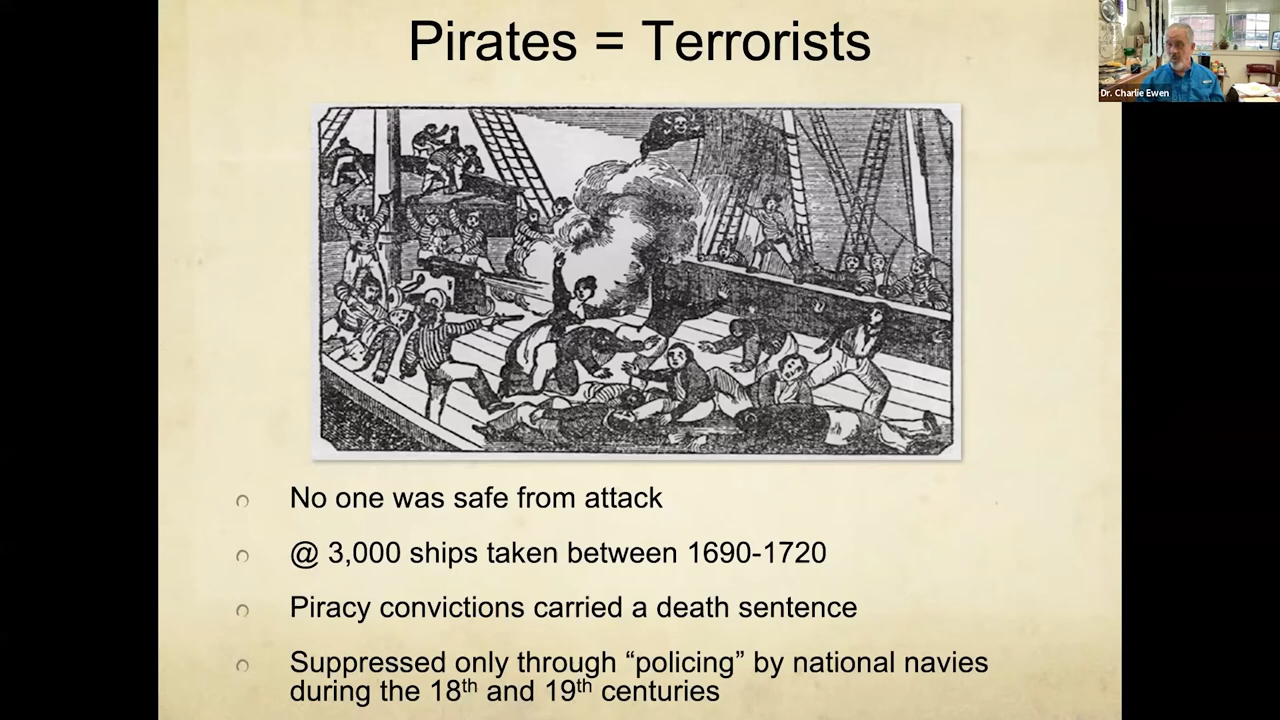 Pirates = Terrorists
Dr. Charlie Ewen
No one was safe from attack
@ 3,000 ships taken between 1690-1720
Piracy convictions carried a death sentence
Suppressed only through “policing” by national navies
during the 18th and 19th centuries